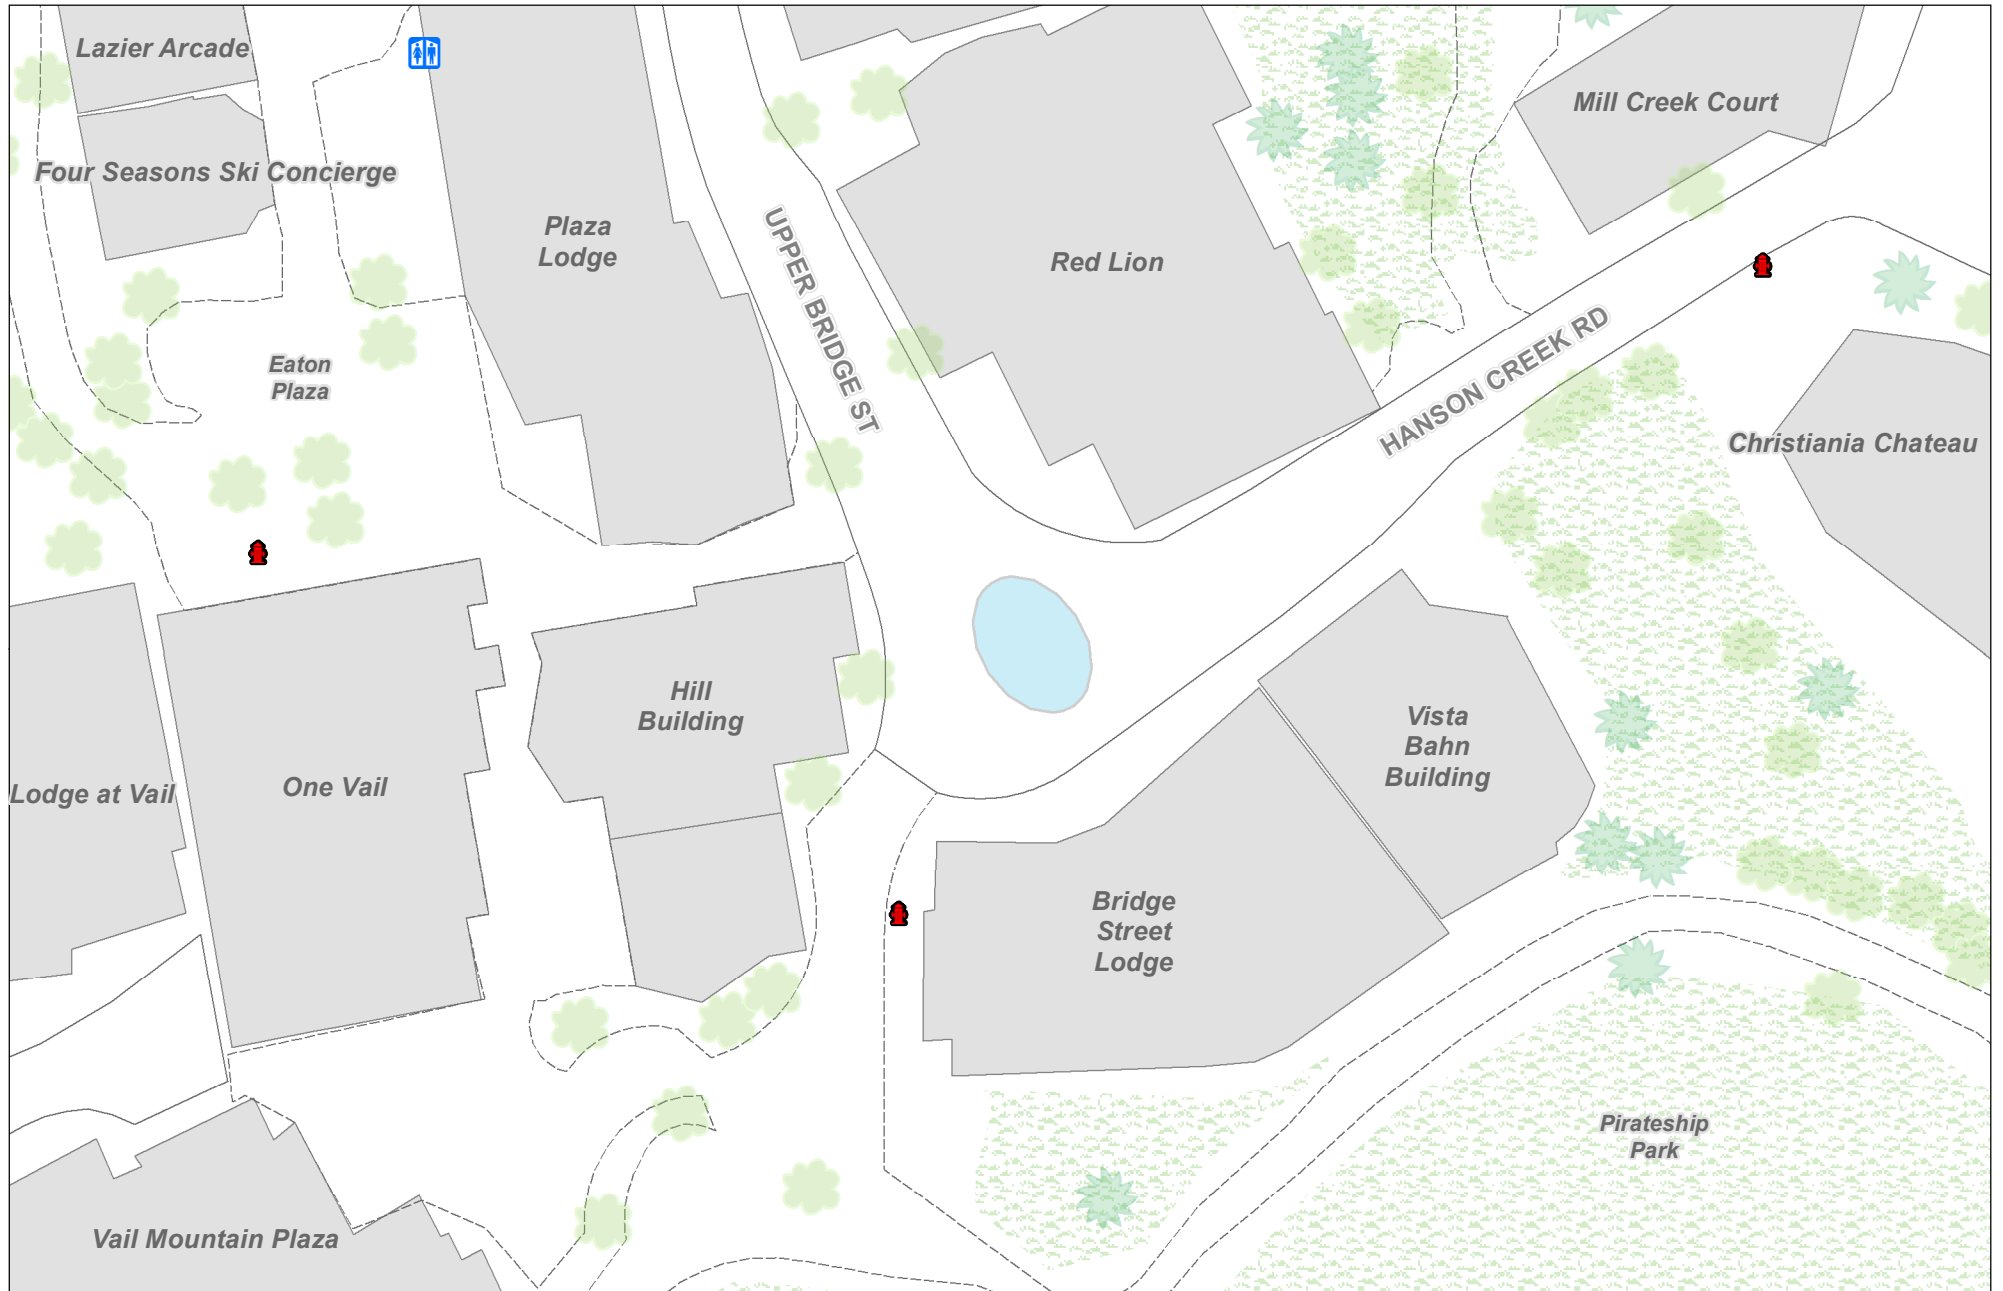 Lazier Arcade
Mill Creek Court
Four Seasons Ski Concierge
Plaza
Lodge
UPPER BRIDGE ST
Red Lion
HANSON CREEK RD
Eaton
Plaza
Christiania Chateau
Hill
Building
Vista
Bahn
Building
Lodge at Vail
One Vail
Bridge
Street
Lodge
Pirateship
Park
Vail Mountain Plaza